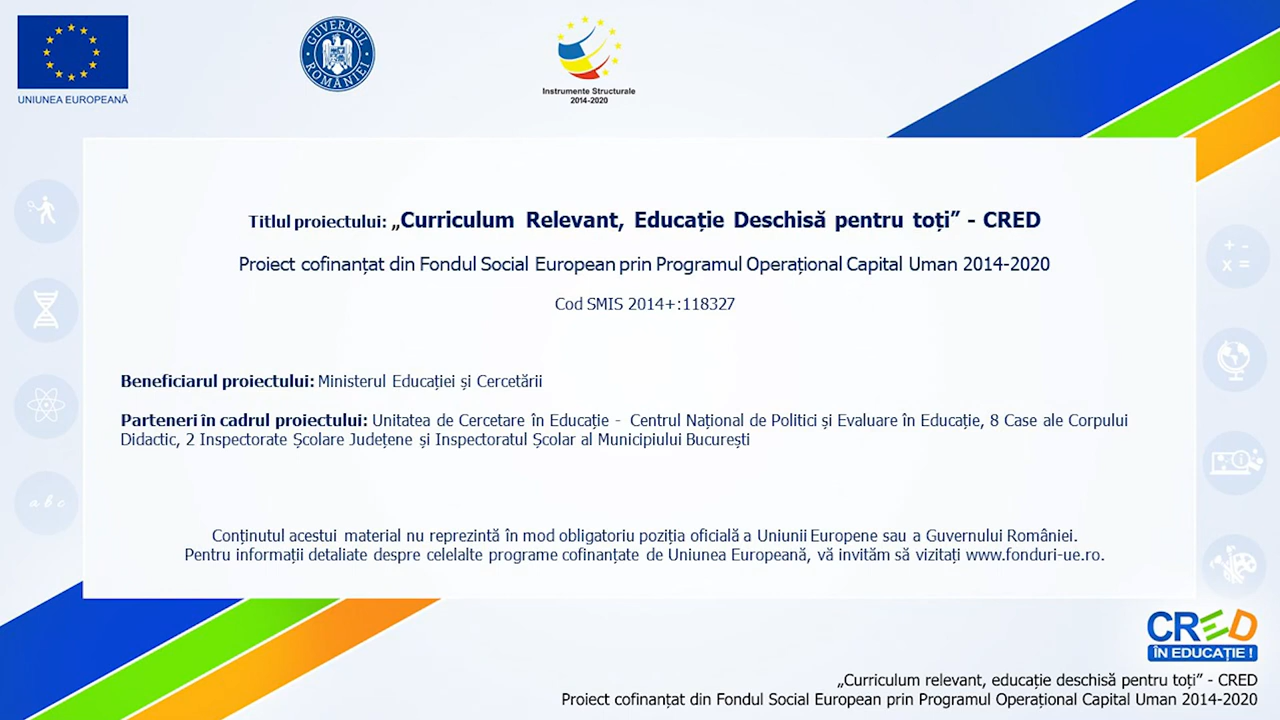 UNIUNEA EUROPEANĂ
GUVERNUL ROMÂNIEI
Instrumente Structurale
2014-2020
Titlul proiectului: „Curriculum Relevant, Educație Deschisă pentru toți” - CRED
Proiect cofinanțat din Fondul Social European prin Programul Operațional Capital Uman 2014-2020
Cod SMIS 2014+:118327
+ -
x =
Beneficiarul proiectului: Ministerul Educației și Cercetării
Parteneri în cadrul proiectului: Unitatea de Cercetare în Educație - Centrul Național de Politici și Evaluare în Educație, 8 Case ale Corpului
Didactic, 2 Inspectorate Școlare Județene și Inspectoratul Școlar al Municipiului București
a b c
Conținutul acestui material nu reprezintă în mod obligatoriu poziția oficială a Uniunii Europene sau a Guvernului României.
Pentru informații detaliate despre celelalte programe cofinanțate de Uniunea Europeană, vă invităm să vizitați www.fonduri-ue.ro.
CRED
ÎN EDUCAȚIE !
„Curriculum relevant, educație deschisă pentru toți” - CRED
Proiect cofinanțat din Fondul Social European prin Programul Operațional Capital Uman 2014-2020